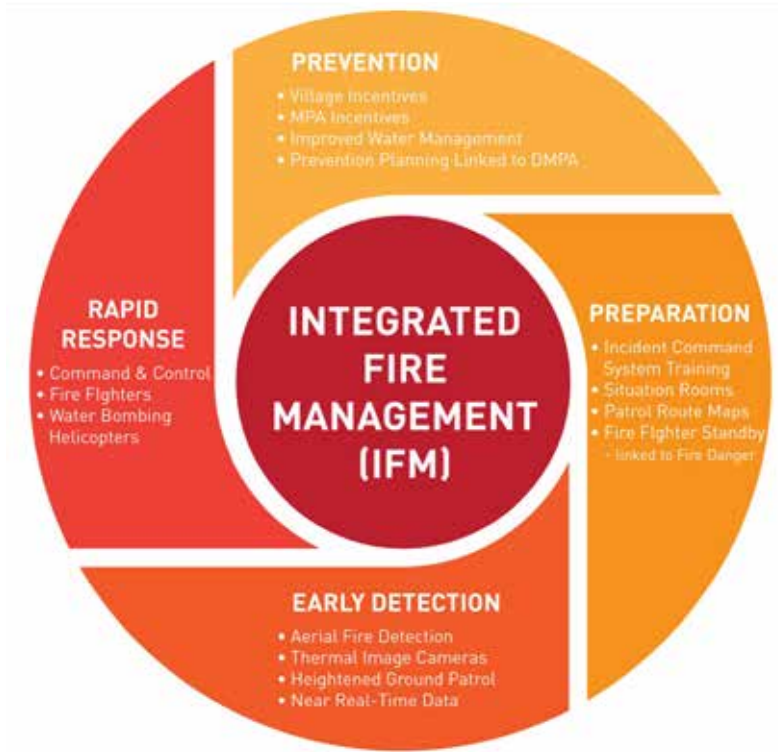 PREVENTION
• Village Incentives
• MPA Incentives
• Improved Water Management
• Prevention Planning Linked to DMPA
RAPID
RESPONSE
• Command & Control
• Fire FIghters
• Water Bombing
Helicopters
INTEGRATED
FIRE
MANAGEMENT
(IFM)
PREPARATION
• Incident Command
System Training
• Situation Rooms
• Patrol Route Maps
• Fire FIghter Standby
- linked to Fire Danger
EARLY DETECTION
• Aerial Fire Detection
• Thermal Image Cameras
• Heightened Ground Patrol
• Near Real-Time Data